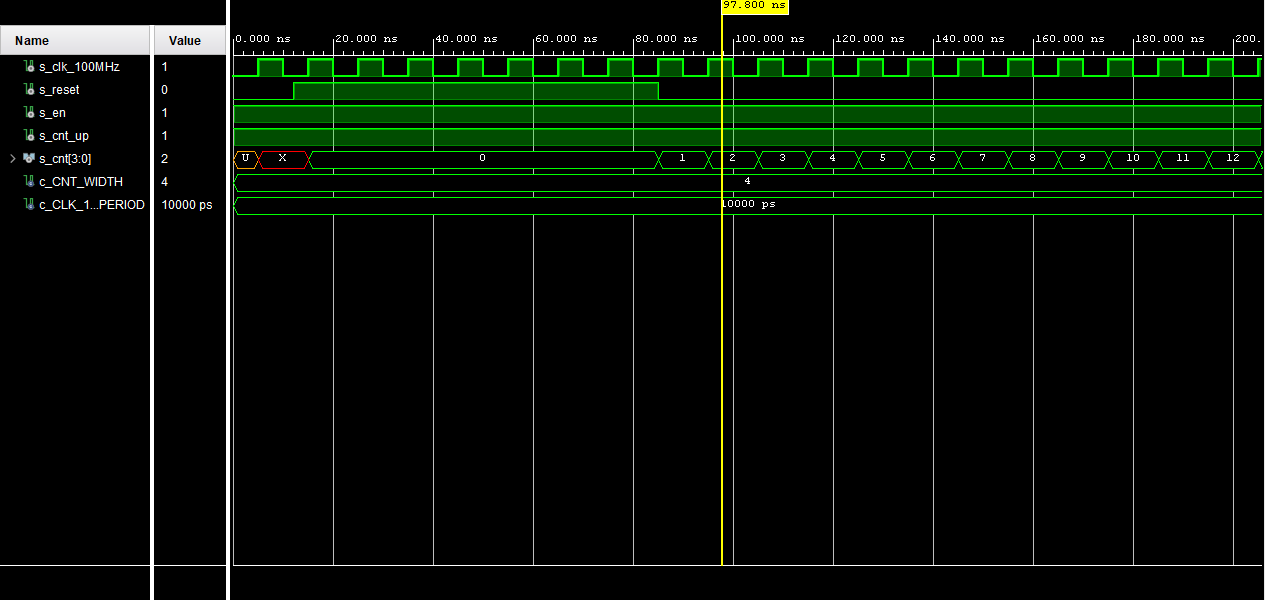 97.800 ns
Name Value
0.000 ns 20.000 ns 40.000 ns 60.000 ns 80.000 ns 100.000 ns 120.000 ns 140.000 ns 160.000 ns 180.000 ns 200.
s_clk_100MHz 1
s_reset 0
s_en 1
s_cnt_up 1
s_cnt[3:0] 2 U X 0 1 2 3 4 5 6 7 8 9 10 11 12
c_CNT_WIDTH 4 4
c_CLK_1...PERIOD 10000 ps 10000 ps